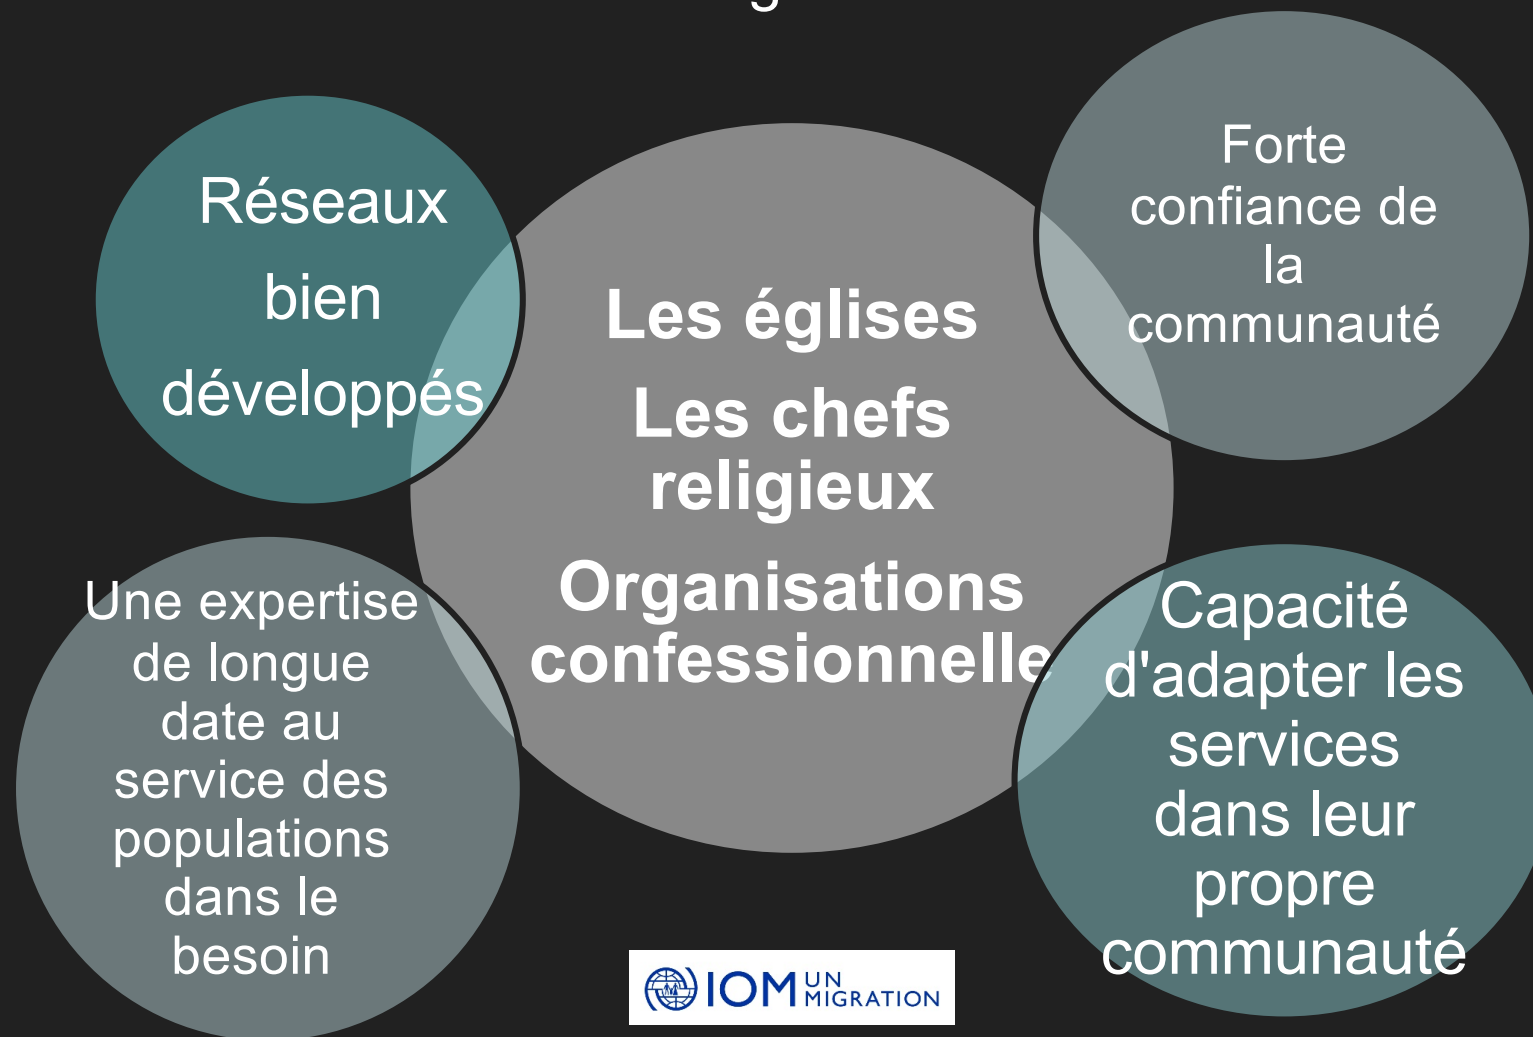 Réseaux
bien
développés
Forte
confiance de
la
communauté
Les églises
Les chefs
religieux
Organisations
confessionnelle
Une expertise
de longue
date au
service des
populations
dans le
besoin
Capacité
d'adapter les
services
dans leur
propre
communauté
IOM UN
MIGRATION